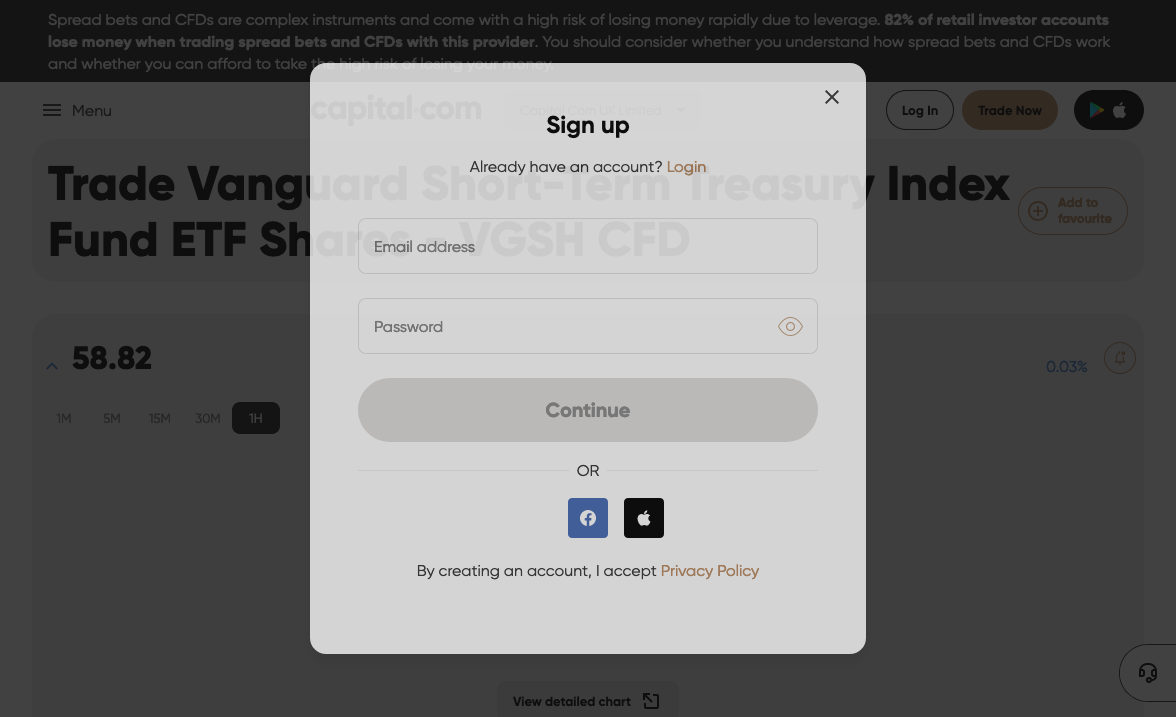 Spread bets and CFDs are complex instruments and come with a high risk of losing money rapidly due to leverage. 82% of retail investor accounts
lose money when trading spread bets and CFDs with this provider. You should consider whether you understand how spread bets and CFDs work
and whether you can afford to take the high risk of losing your money.
Menu
capital.com
Capital Com UK Limited
Log In
Trade Now
Trade Vanguard Short-Term Treasury Index
Fund ETF Shares - VGSH CFD
Add to
favourite
58.82
0.03%
1M
5M
15M
30M
1H
View detailed chart
Sign up
Already have an account? Login
Email address
Password
Continue
OR
By creating an account, I accept Privacy Policy